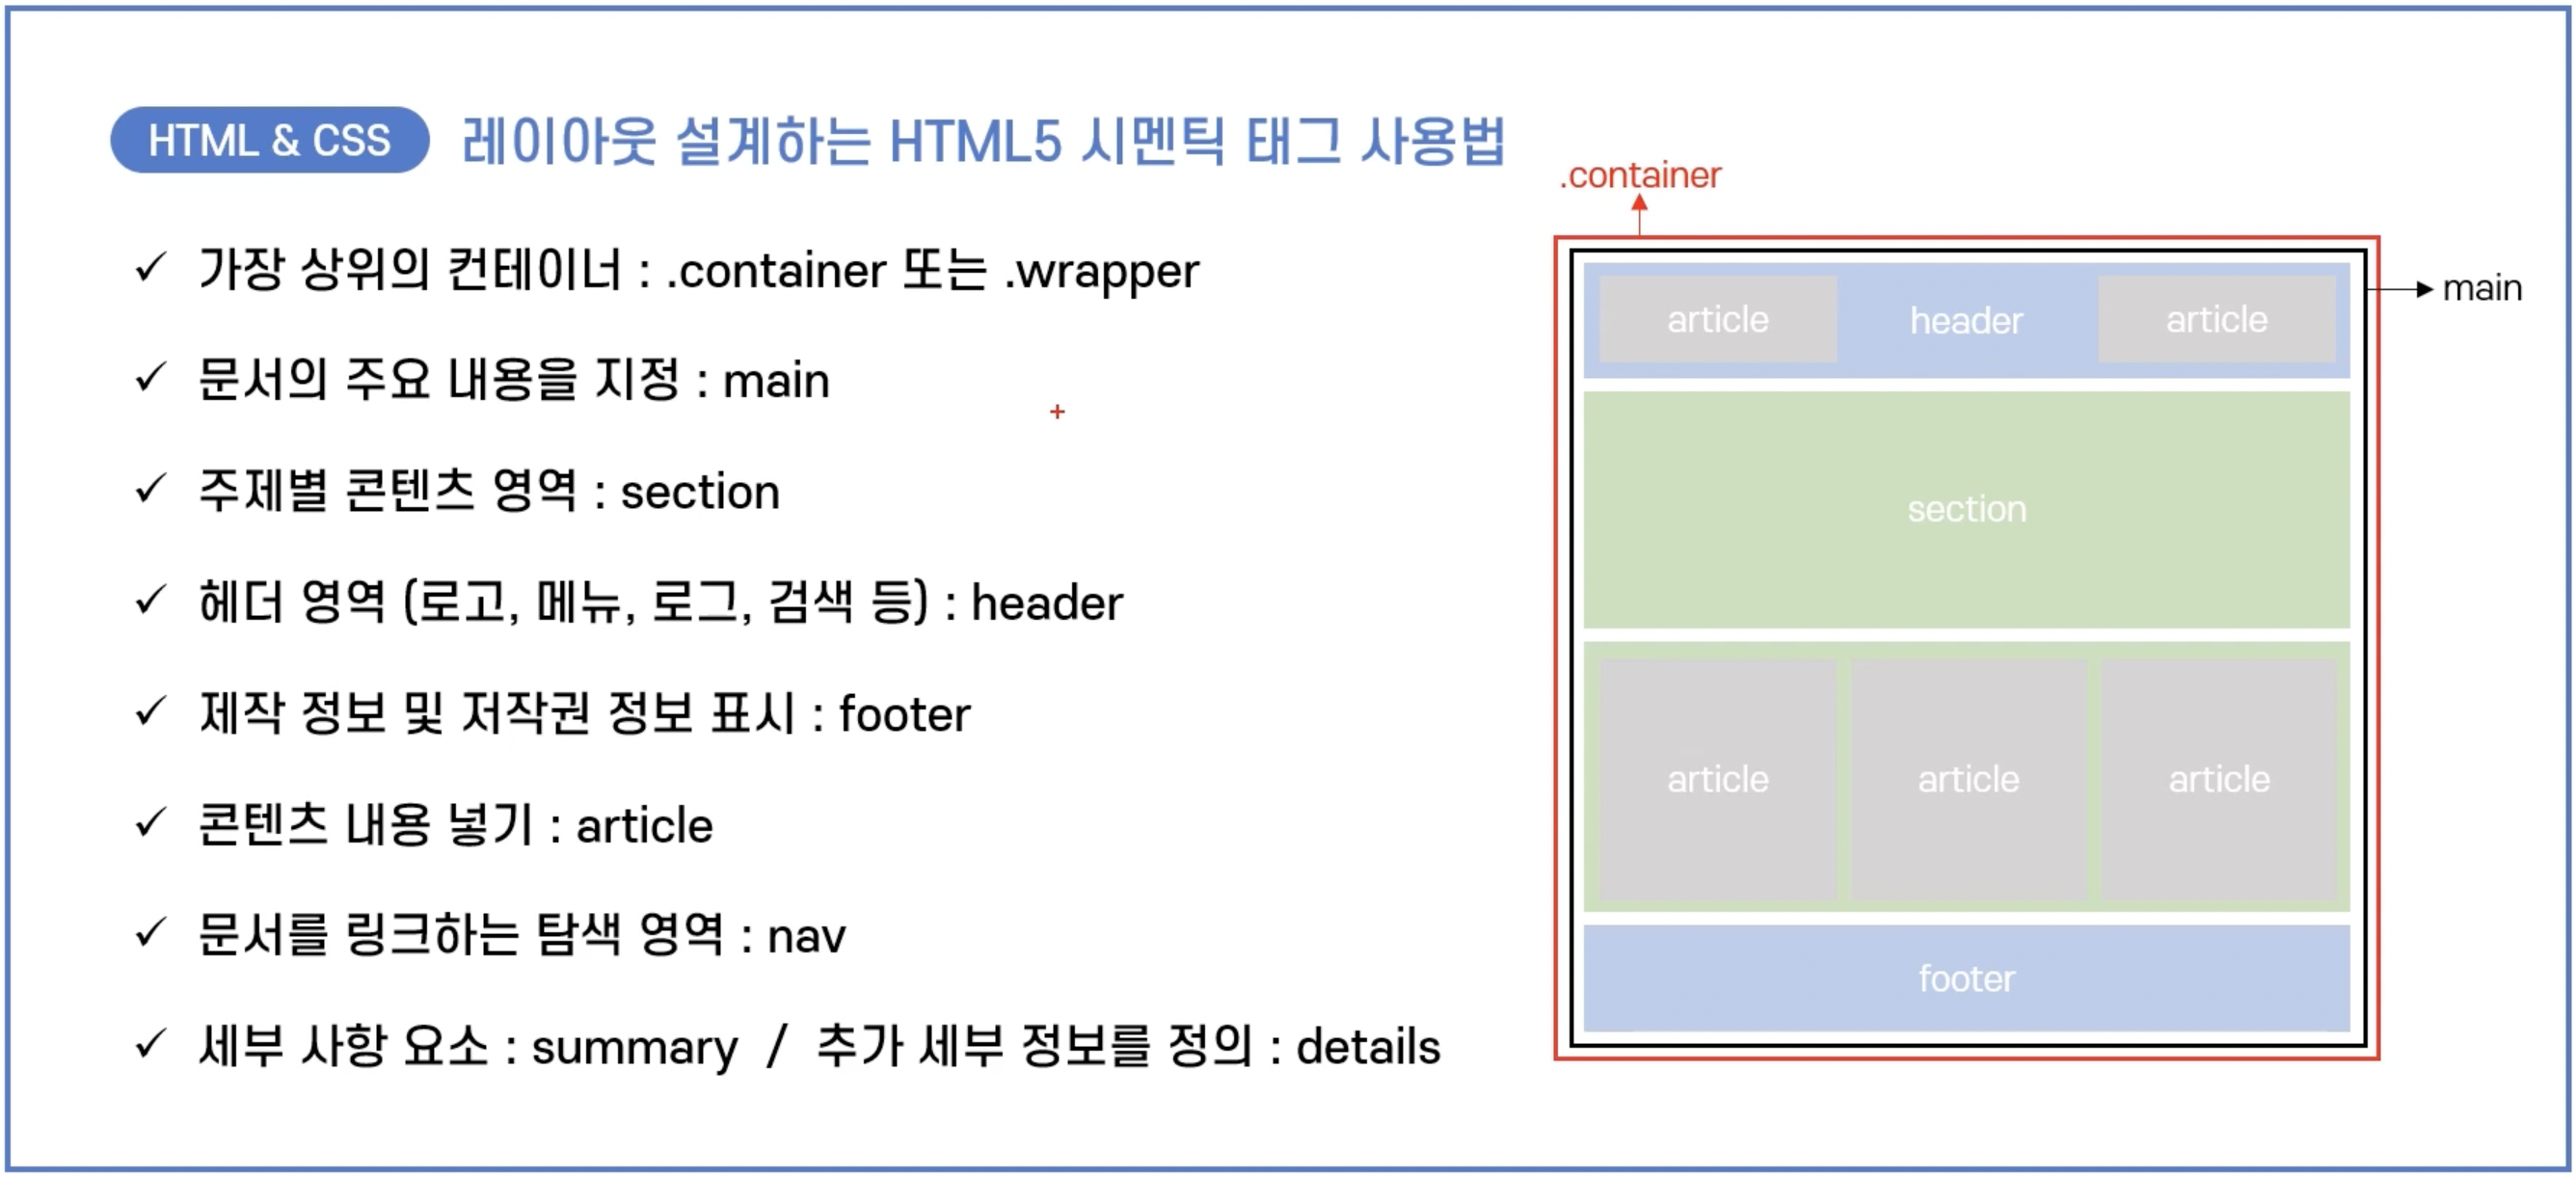 HTML & CSS 레이아웃 설계하는 HTML5 시멘틱 태그 사용법
✓ 가장 상위의 컨테이너 : .container 또는 .wrapper
✓ 문서의 주요 내용을 지정 : main
✓ 주제별 콘텐츠 영역 : section
✓ 헤더 영역 (로고, 메뉴, 로그, 검색 등) : header
✓ 제작 정보 및 저작권 정보 표시 : footer
✓ 콘텐츠 내용 넣기 : article
✓ 문서를 링크하는 탐색 영역 : nav
✓ 세부 사항 요소 : summary / 추가 세부 정보를 정의 : details
.container
main
article header article
section
article article article
footer